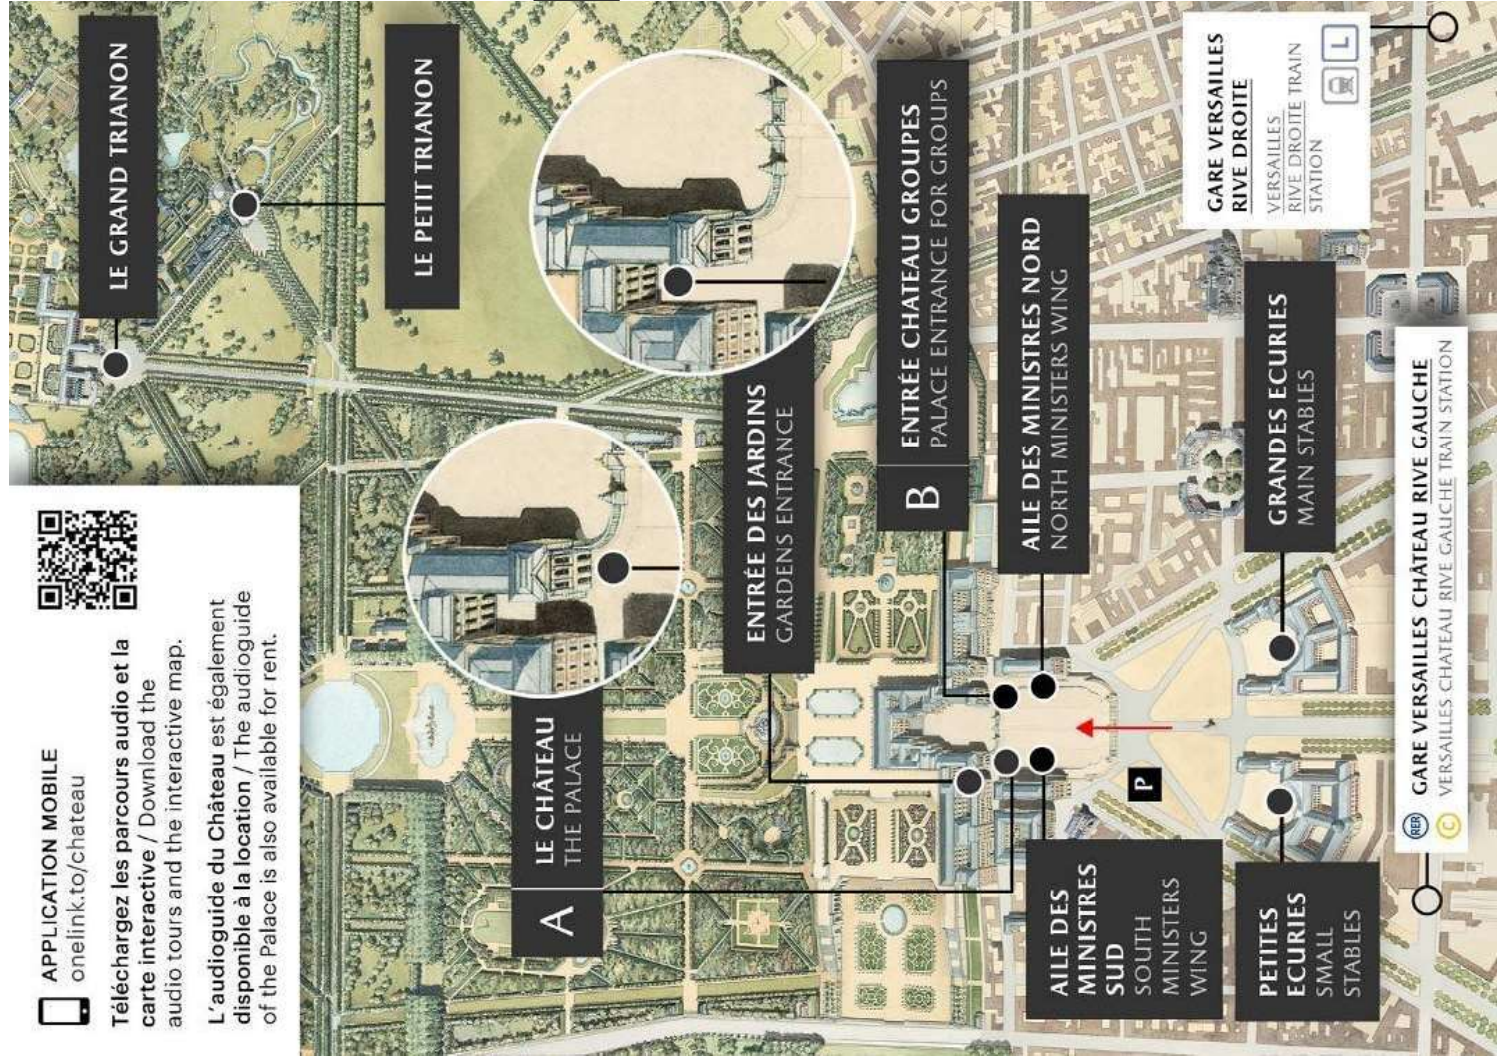 APPLICATION MOBILE
onelink.to/chateau
Téléchargez les parcours audio et la
carte interactive / Download the
audio tours and the interactive map.
L'audioguide du Château est également
disponible à la location / The audioguide
of the Palace is also available for rent.
LE GRAND TRIANON
LE PETIT TRIANON
A
LE CHÂTEAU
THE PALACE
ENTRÉE DES JARDINS
GARDENS ENTRANCE
B
ENTRÉE CHATEAU GROUPES
PALACE ENTRANCE FOR GROUPS
AILE DES MINISTRES NORD
NORTH MINISTERS WING
AILE DES
MINISTRES
SUD
SOUTH
MINISTERS
WING
P
GRANDES ECURIES
MAIN STABLES
PETITES
ECURIES
SMALL
STABLES
GARE VERSAILLES
RIVE DROITE
VERSAILLES
RIVE DROITE TRAIN
STATION
L
RER GARE VERSAILLES CHÂTEAU RIVE GAUCHE
C VERSAILLES CHATEAU RIVE GAUCHE TRAIN STATION